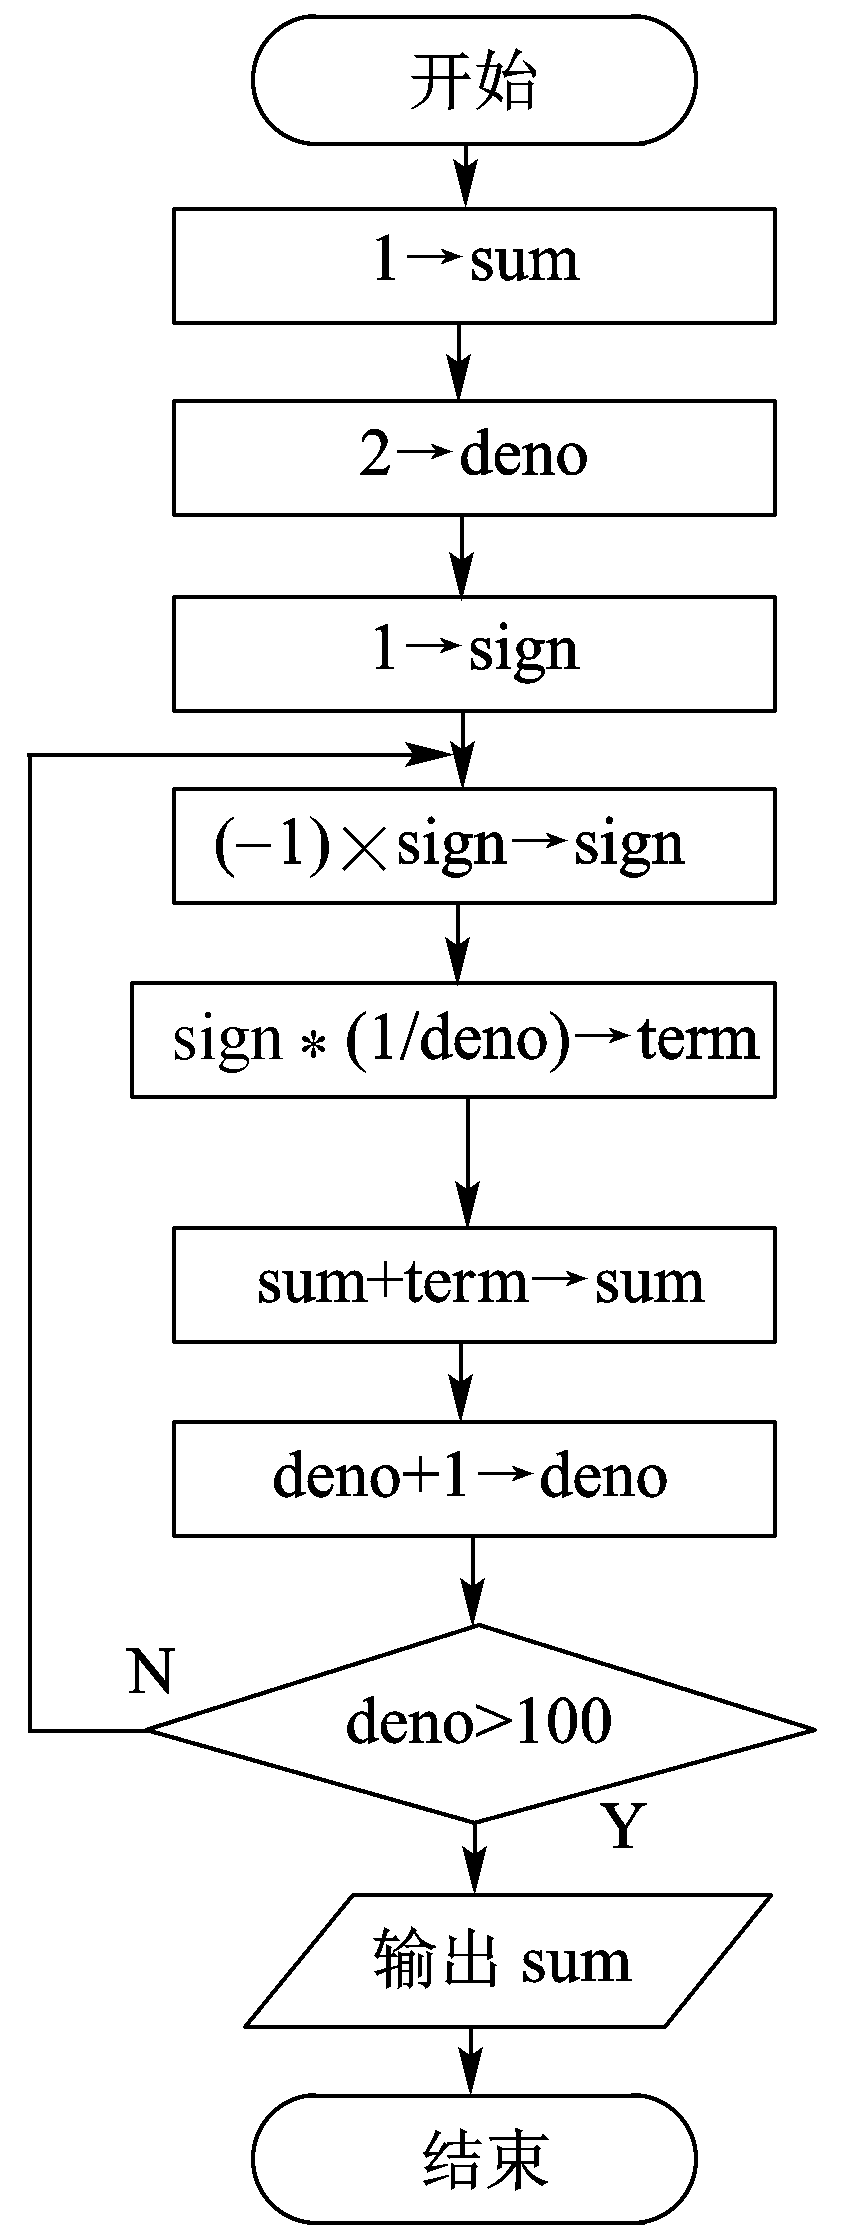 开始
1→sum
2→deno
1→sign
(−1)×sign→sign
sign * (1/deno)→term
sum+term→sum
deno+1→deno
N
deno>100
Y
输出 sum
结束